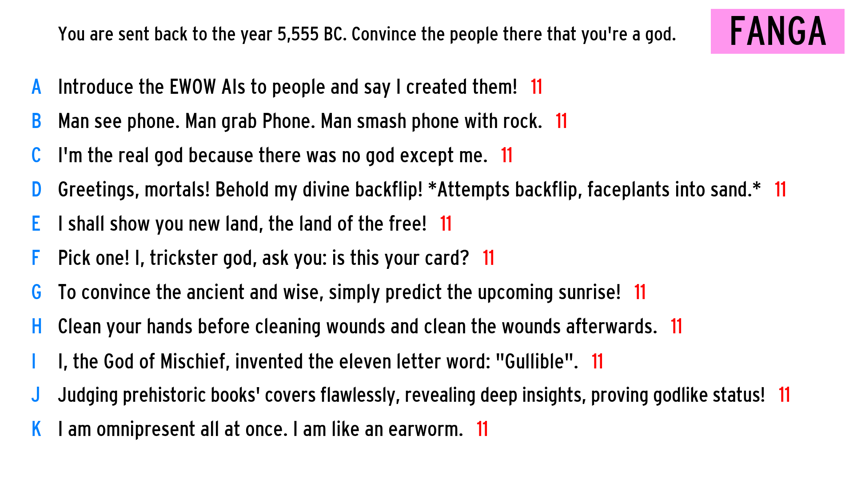 You are sent back to the year 5,555 BC. Convince the people there that you're a god.
FANGA
A Introduce the EWOW AIs to people and say I created them! 11
B Man see phone. Man grab Phone. Man smash phone with rock. 11
C I'm the real god because there was no god except me. 11
D Greetings, mortals! Behold my divine backflip! *Attempts backflip, faceplants into sand.* 11
E I shall show you new land, the land of the free! 11
F Pick one! I, trickster god, ask you: is this your card? 11
G To convince the ancient and wise, simply predict the upcoming sunrise! 11
H Clean your hands before cleaning wounds and clean the wounds afterwards. 11
I I, the God of Mischief, invented the eleven letter word: "Gullible". 11
J Judging prehistoric books' covers flawlessly, revealing deep insights, proving godlike status! 11
K I am omnipresent all at once. I am like an earworm. 11